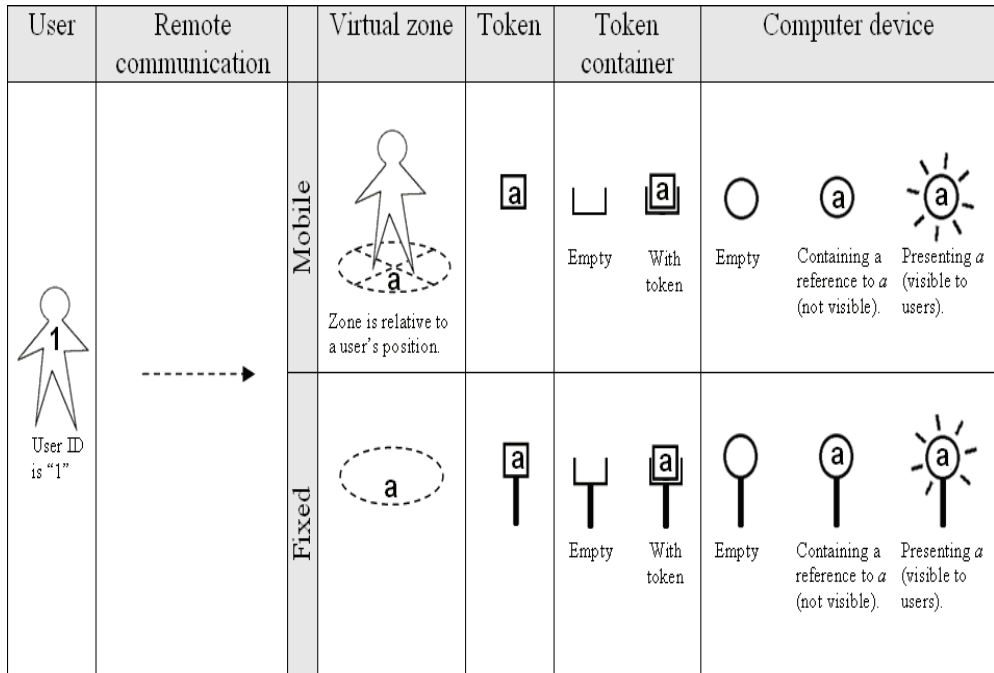 User
Remote
communication
Virtual zone
Token
Token
container
Computer device
Mobile
a
Zone is relative to
a user's position.
a
Empty
a
With
token
Empty
a
Containing a
reference to a
(not visible).
a
Presenting a
(visible to
users).
1
User ID
is “1”
Fixed
a
a
Empty
a
With
token
Empty
a
Containing a
reference to a
(not visible).
a
Presenting a
(visible to
users).